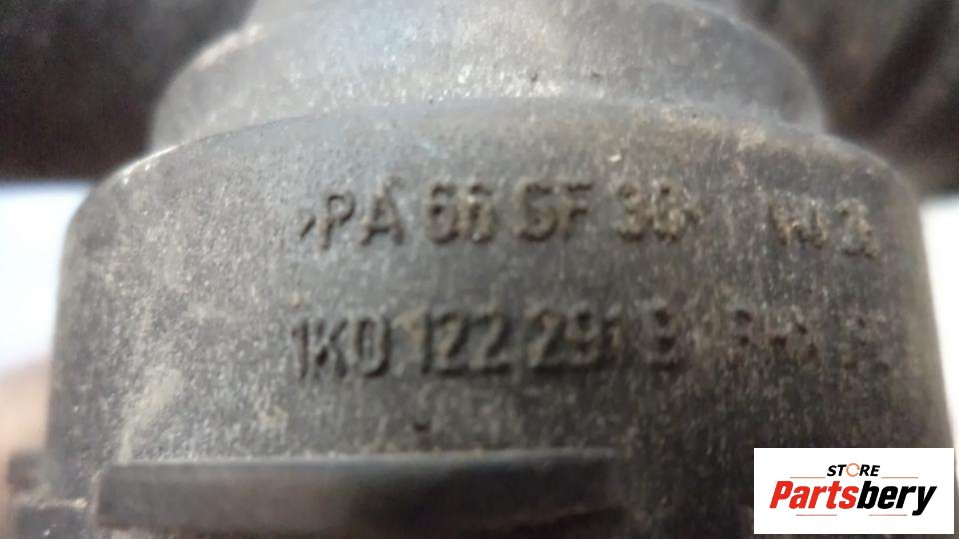 >PA 66 GF 30<
1K0 122 291 B
STORE
Partsbery